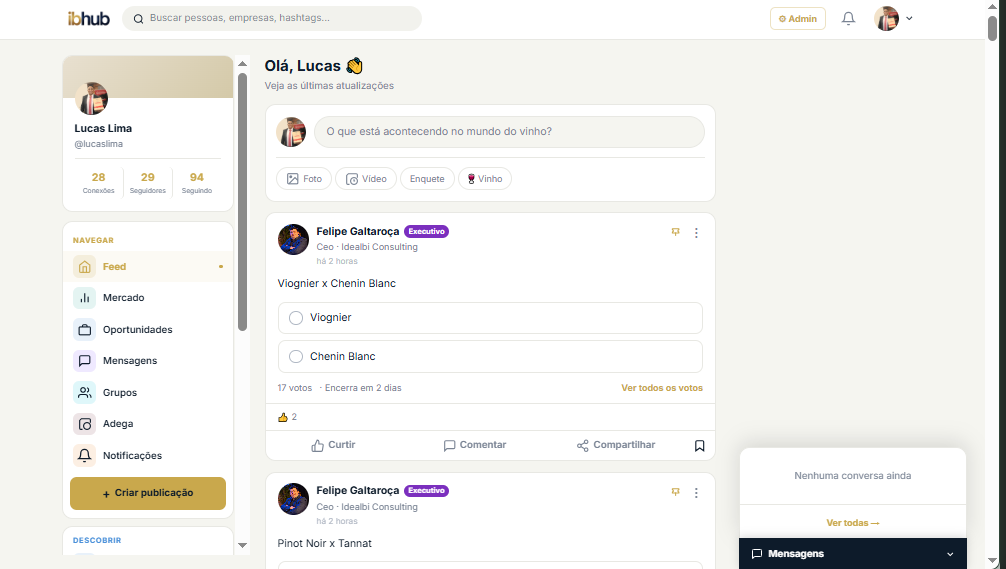 ibhub
Buscar pessoas, empresas, hashtags...
Admin
Olá, Lucas 👋
Veja as últimas atualizações
Lucas Lima
@lucaslima
28 29 94
Conexões Seguidores Seguindo
NAVEGAR
Feed
Mercado
Oportunidades
Mensagens
Grupos
Adega
Notificações
+ Criar publicação
DESCOBRIR
O que está acontecendo no mundo do vinho?
Foto Vídeo Enquete 🍷 Vinho
Felipe Galtaroça Executivo
Ceo · Idealbi Consulting
há 2 horas
Viognier x Chenin Blanc
Viognier
Chenin Blanc
17 votos · Encerra em 2 dias Ver todos os votos
👍 2
Curtir Comentar Compartilhar
Felipe Galtaroça Executivo
Ceo · Idealbi Consulting
há 2 horas
Pinot Noir x Tannat
Nenhuma conversa ainda
Ver todas →
Mensagens